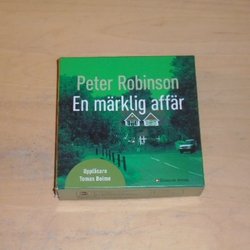 Peter Robinson
En märklig affär
Uppläsare
Tomas Bolme